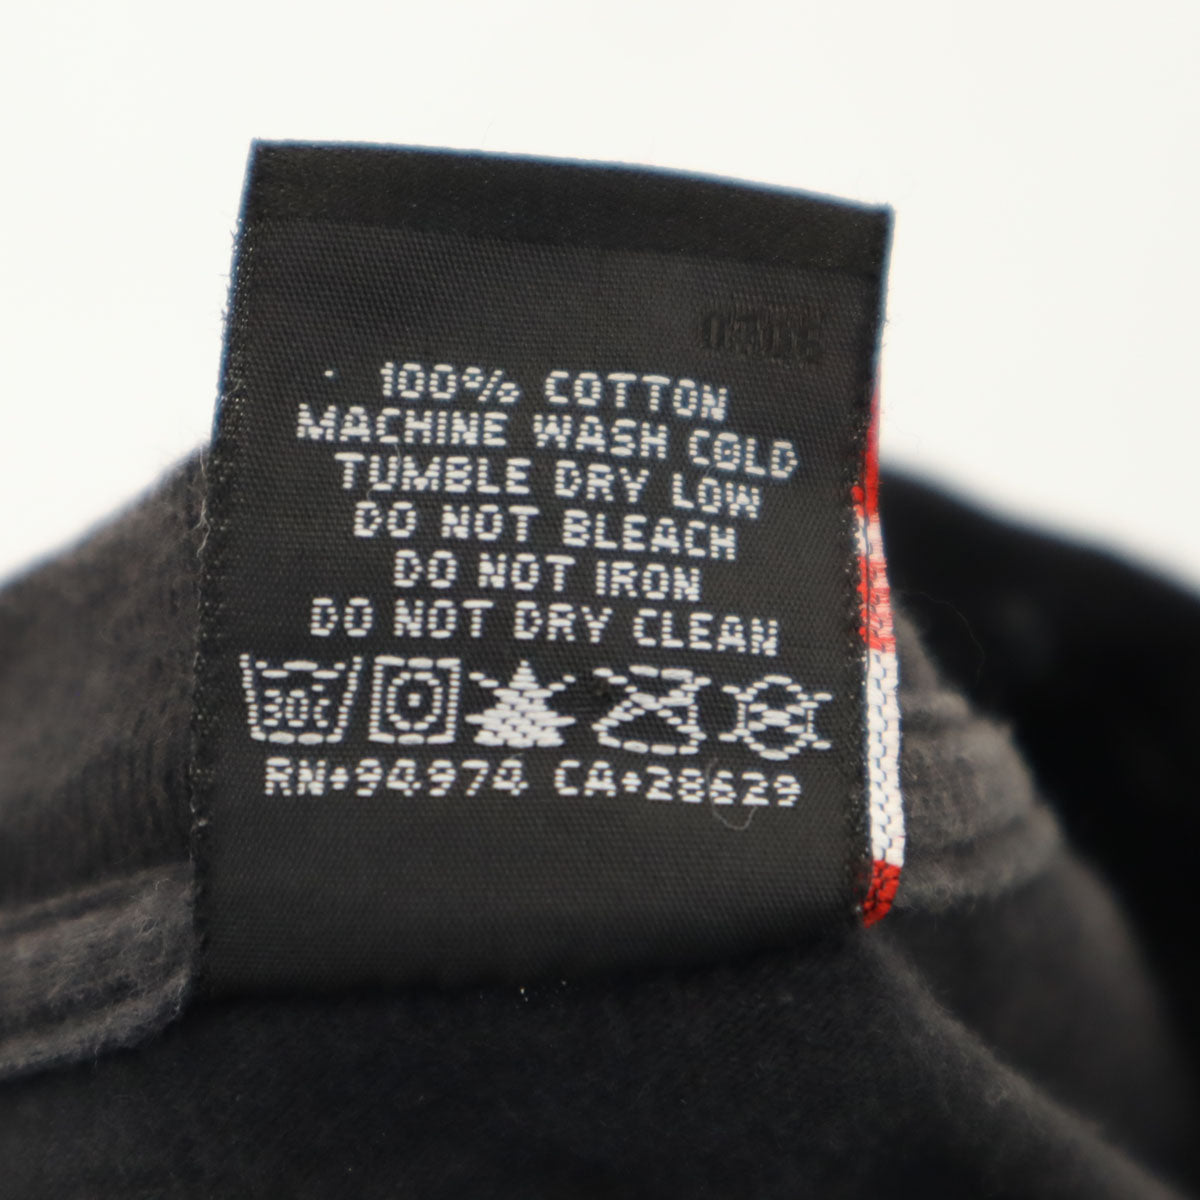 100% COTTON
MACHINE WASH COLD
TUMBLE DRY LOW
DO NOT BLEACH
DO NOT IRON
DO NOT DRY CLEAN
30c
RN♦94974 CA♦28629